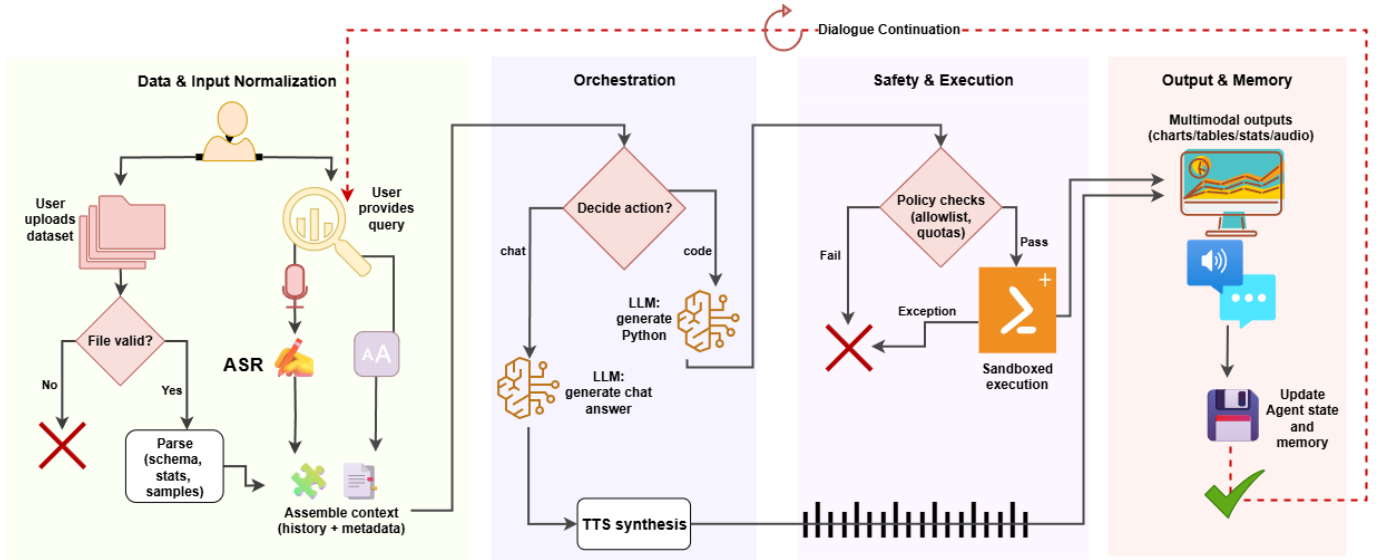 Dialogue Continuation
Data & Input Normalization
User
uploads
dataset
User
provides
query
File valid?
No
Yes
ASR
AA
Parse
(schema,
stats,
samples)
Assemble context
(history + metadata)
Orchestration
Decide action?
chat
code
LLM:
generate
Python
LLM:
generate chat
answer
TTS synthesis
Safety & Execution
Policy checks
(allowlist,
quotas)
Fail
Pass
Exception
Sandboxed
execution
Output & Memory
Multimodal outputs
(charts/tables/stats/audio)
Update
Agent state
and
memory